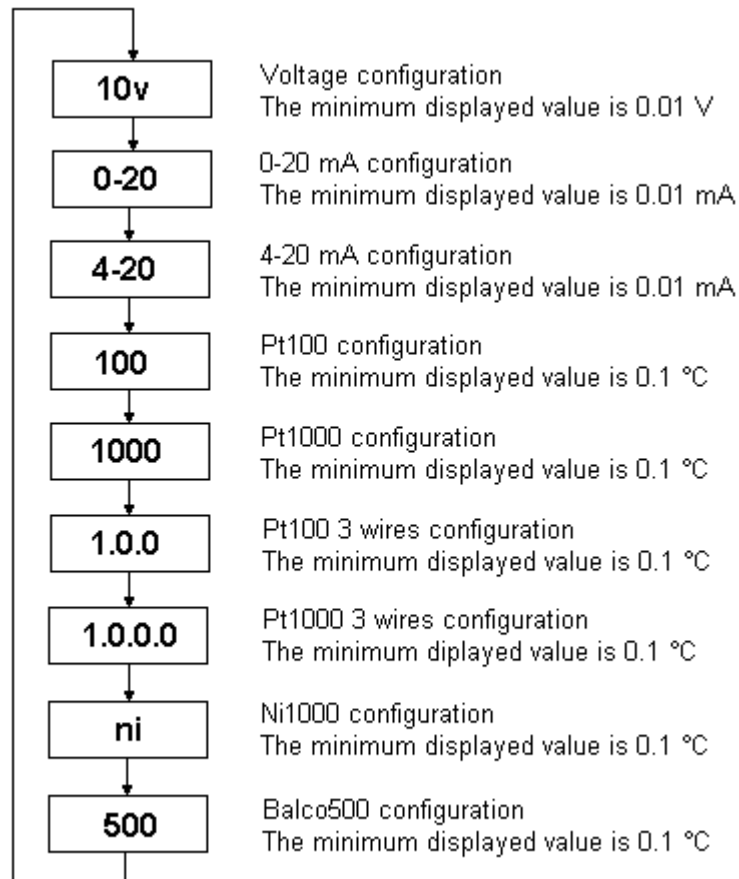 10v
Voltage configuration
The minimum displayed value is 0.01 V
0-20
0-20 mA configuration
The minimum displayed value is 0.01 mA
4-20
4-20 mA configuration
The minimum displayed value is 0.01 mA
100
Pt100 configuration
The minimum displayed value is 0.1 °C
1000
Pt1000 configuration
The minimum displayed value is 0.1 °C
1.0.0
Pt100 3 wires configuration
The minimum displayed value is 0.1 °C
1.0.0.0
Pt1000 3 wires configuration
The minimum diplayed value is 0.1 °C
ni
Ni1000 configuration
The minimum displayed value is 0.1 °C
500
Balco500 configuration
The minimum displayed value is 0.1 °C